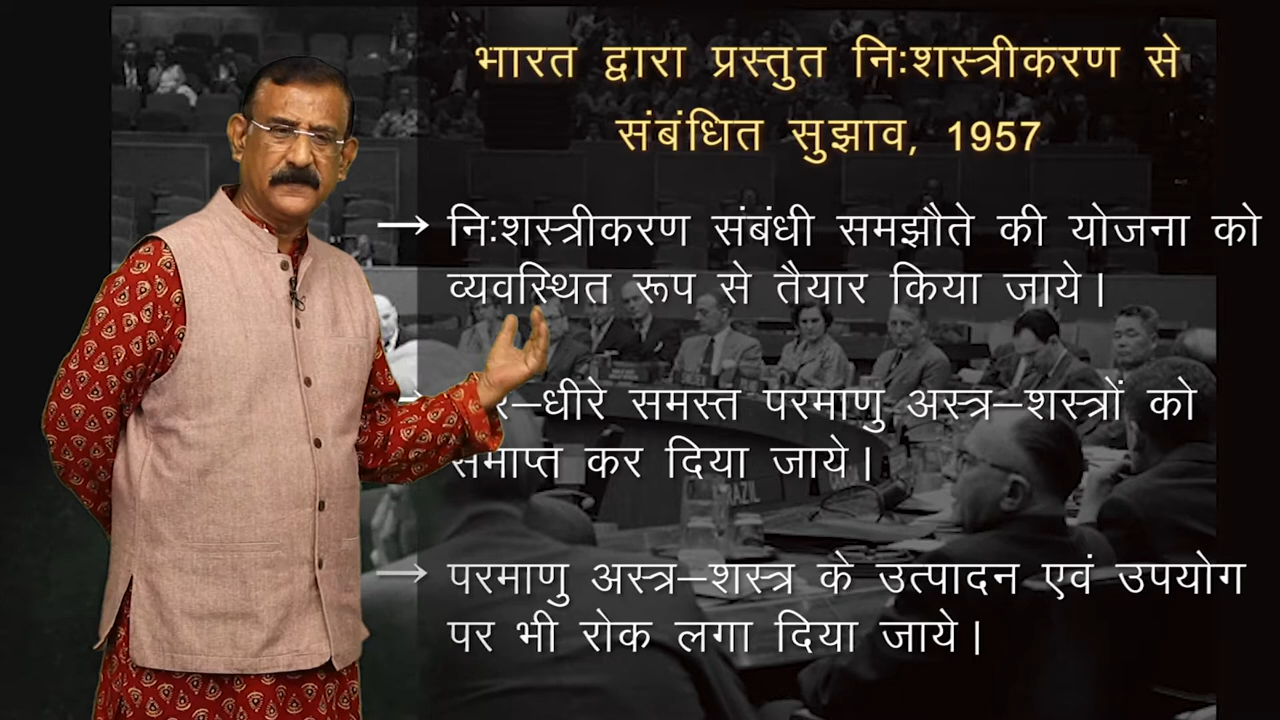 भारत द्वारा प्रस्तुत निःशस्त्रीकरण से
संबंधित सुझाव, 1957
→ निःशस्त्रीकरण संबंधी समझौते की योजना को
व्यवस्थित रूप से तैयार किया जाये।
–धीरे समस्त परमाणु अस्त्र–शस्त्रों को
समाप्त कर दिया जाये।
BRAZIL
→ परमाणु अस्त्र–शस्त्र के उत्पादन एवं उपयोग
पर भी रोक लगा दिया जाये।